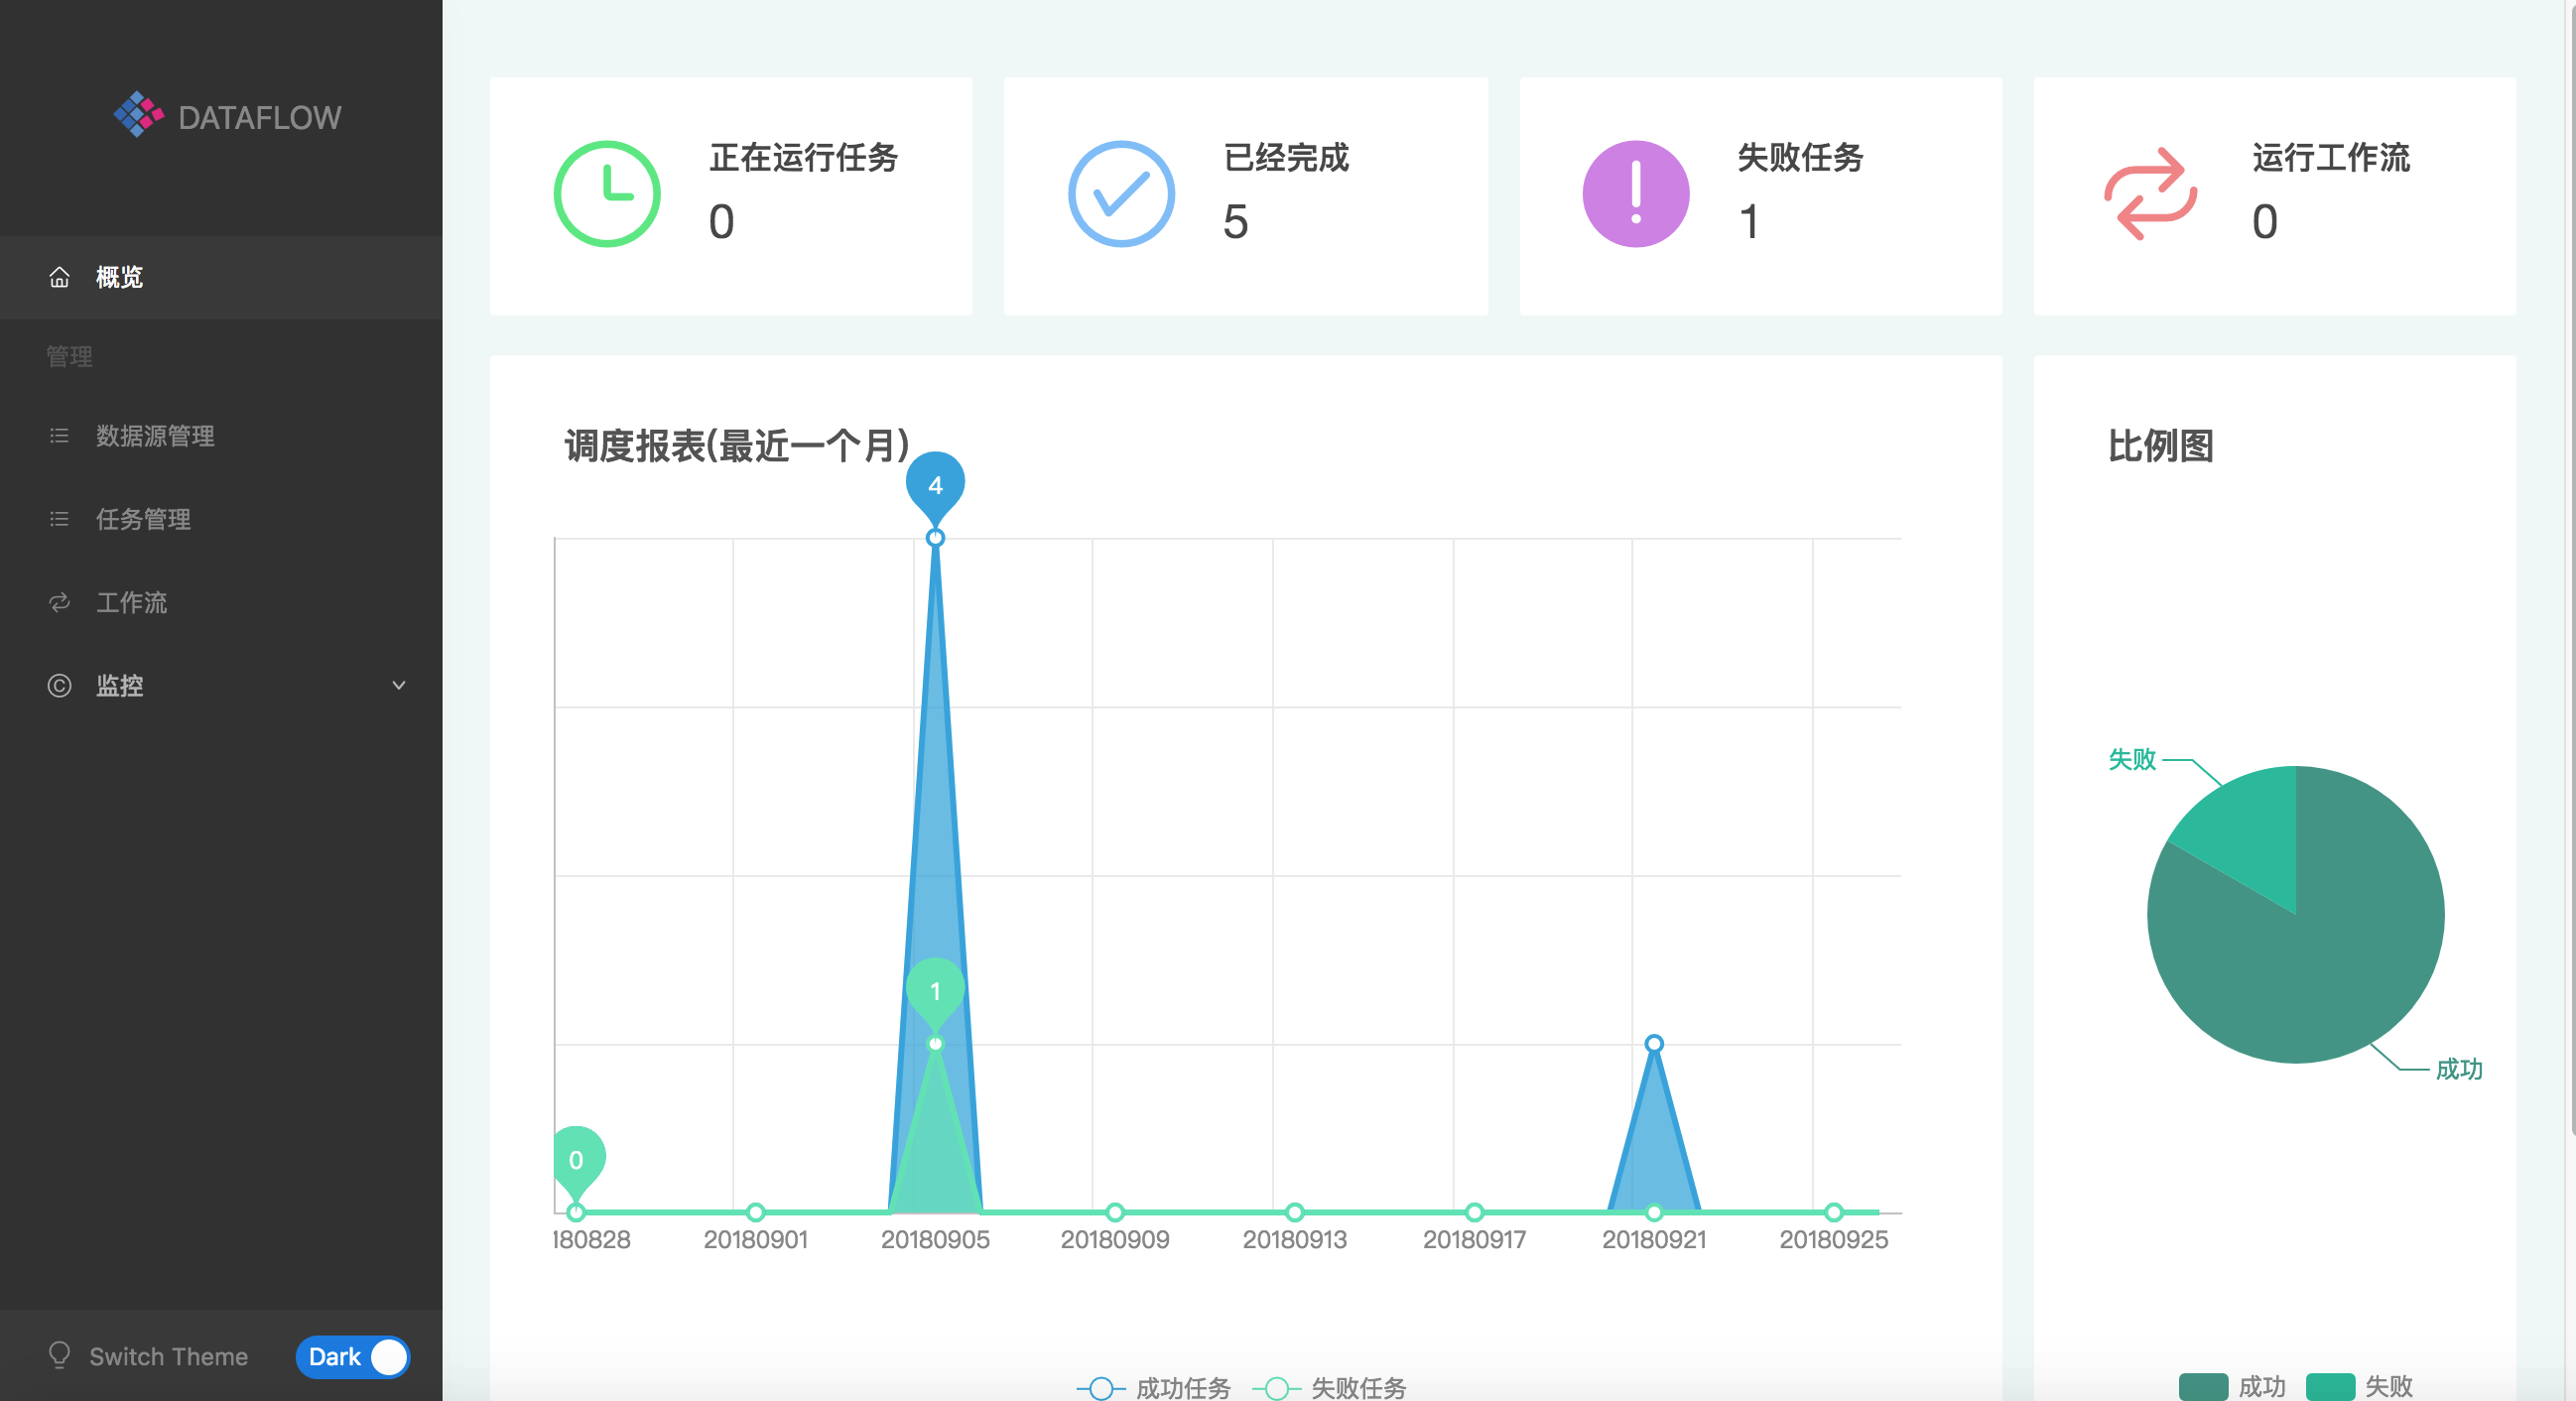 DATAFLOW
概览
管理
数据源管理
任务管理
工作流
监控
Switch Theme
Dark
正在运行任务
0
已经完成
5
失败任务
1
运行工作流
0
调度报表(最近一个月)
4
1
0
180828
20180901
20180905
20180909
20180913
20180917
20180921
20180925
成功任务
失败任务
比例图
失败
成功
成功
失败